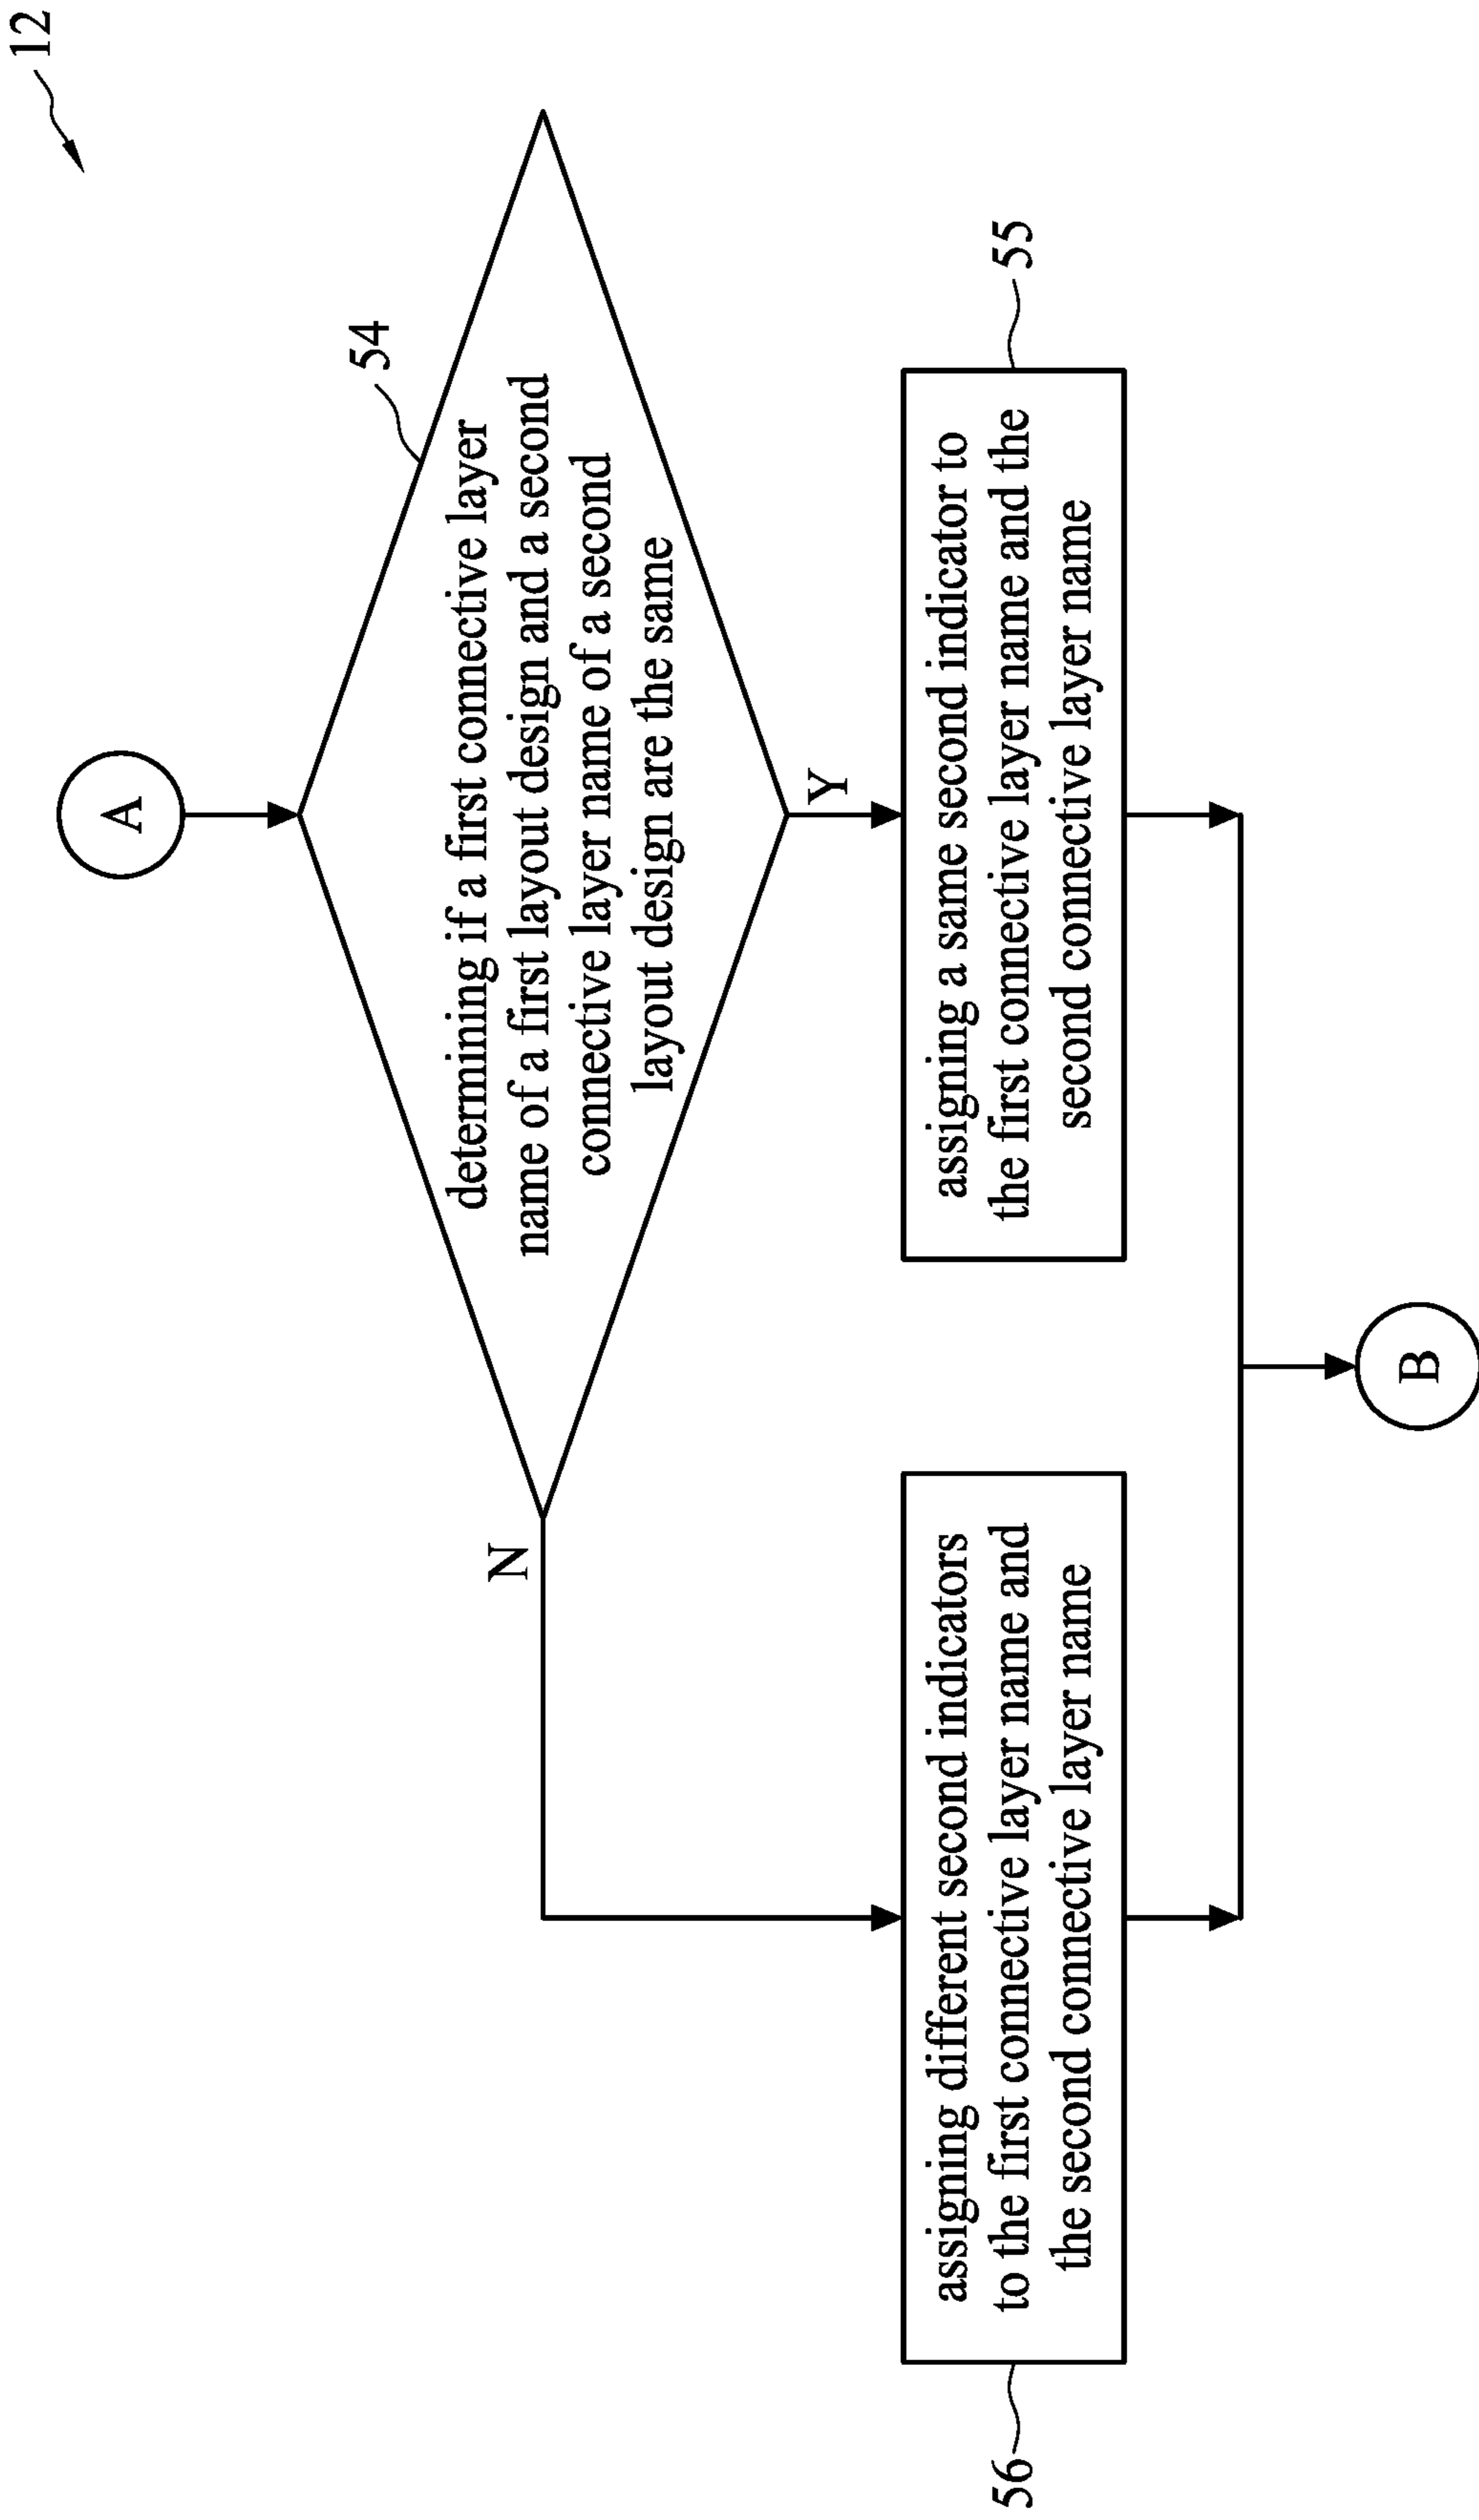 12
A
54
determining if a first connective layer
name of a first layout design and a second
connective layer name of a second
layout design are the same
N
Y
56
assigning different second indicators
to the first connective layer name and
the second connective layer name
assigning a same second indicator to
the first connective layer name and the
second connective layer name
55
B